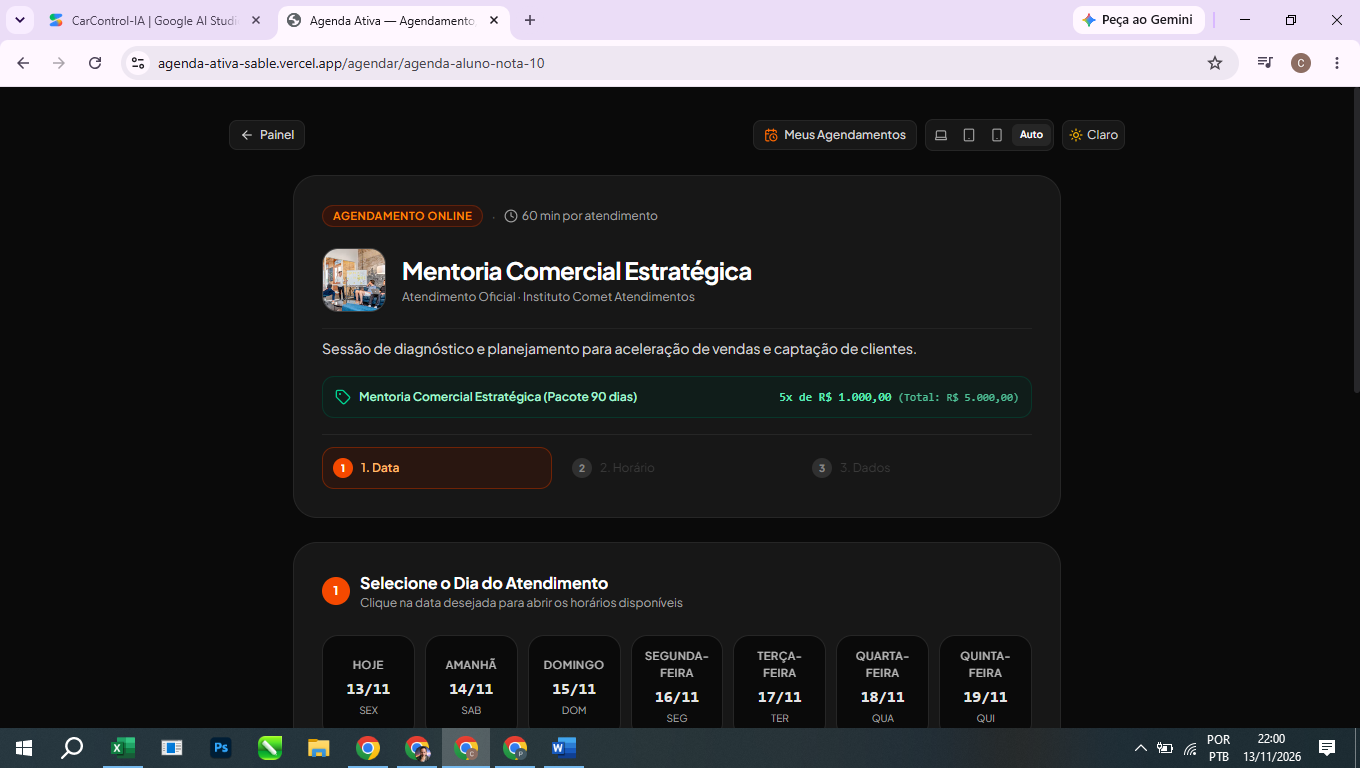 CarControl-IA | Google AI Studi
Agenda Ativa — Agendamento
Peça ao Gemini
agenda-ativa-sable.vercel.app/agendar/agenda-aluno-nota-10
C
Painel
Meus Agendamentos
Auto
Claro
AGENDAMENTO ONLINE · 60 min por atendimento
Mentoria Comercial Estratégica
Atendimento Oficial · Instituto Comet Atendimentos
Sessão de diagnóstico e planejamento para aceleração de vendas e captação de clientes.
Mentoria Comercial Estratégica (Pacote 90 dias)
5x de R$ 1.000,00 (Total: R$ 5.000,00)
1 1. Data
2 2. Horário
3 3. Dados
1
Selecione o Dia do Atendimento
Clique na data desejada para abrir os horários disponíveis
HOJE
13/11
SEX
AMANHÃ
14/11
SAB
DOMINGO
15/11
DOM
SEGUNDA-
FEIRA
16/11
SEG
TERÇA-
FEIRA
17/11
TER
QUARTA-
FEIRA
18/11
QUA
QUINTA-
FEIRA
19/11
QUI
Ps
POR
PTB
22:00
13/11/2026